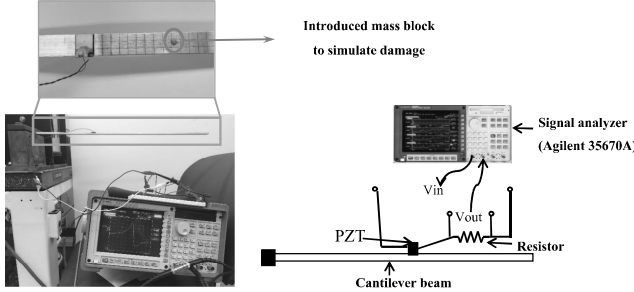 Introduced mass block
to simulate damage
Signal analyzer
(Agilent 35670A)
Vin
Vout
PZT
Resistor
Cantilever beam